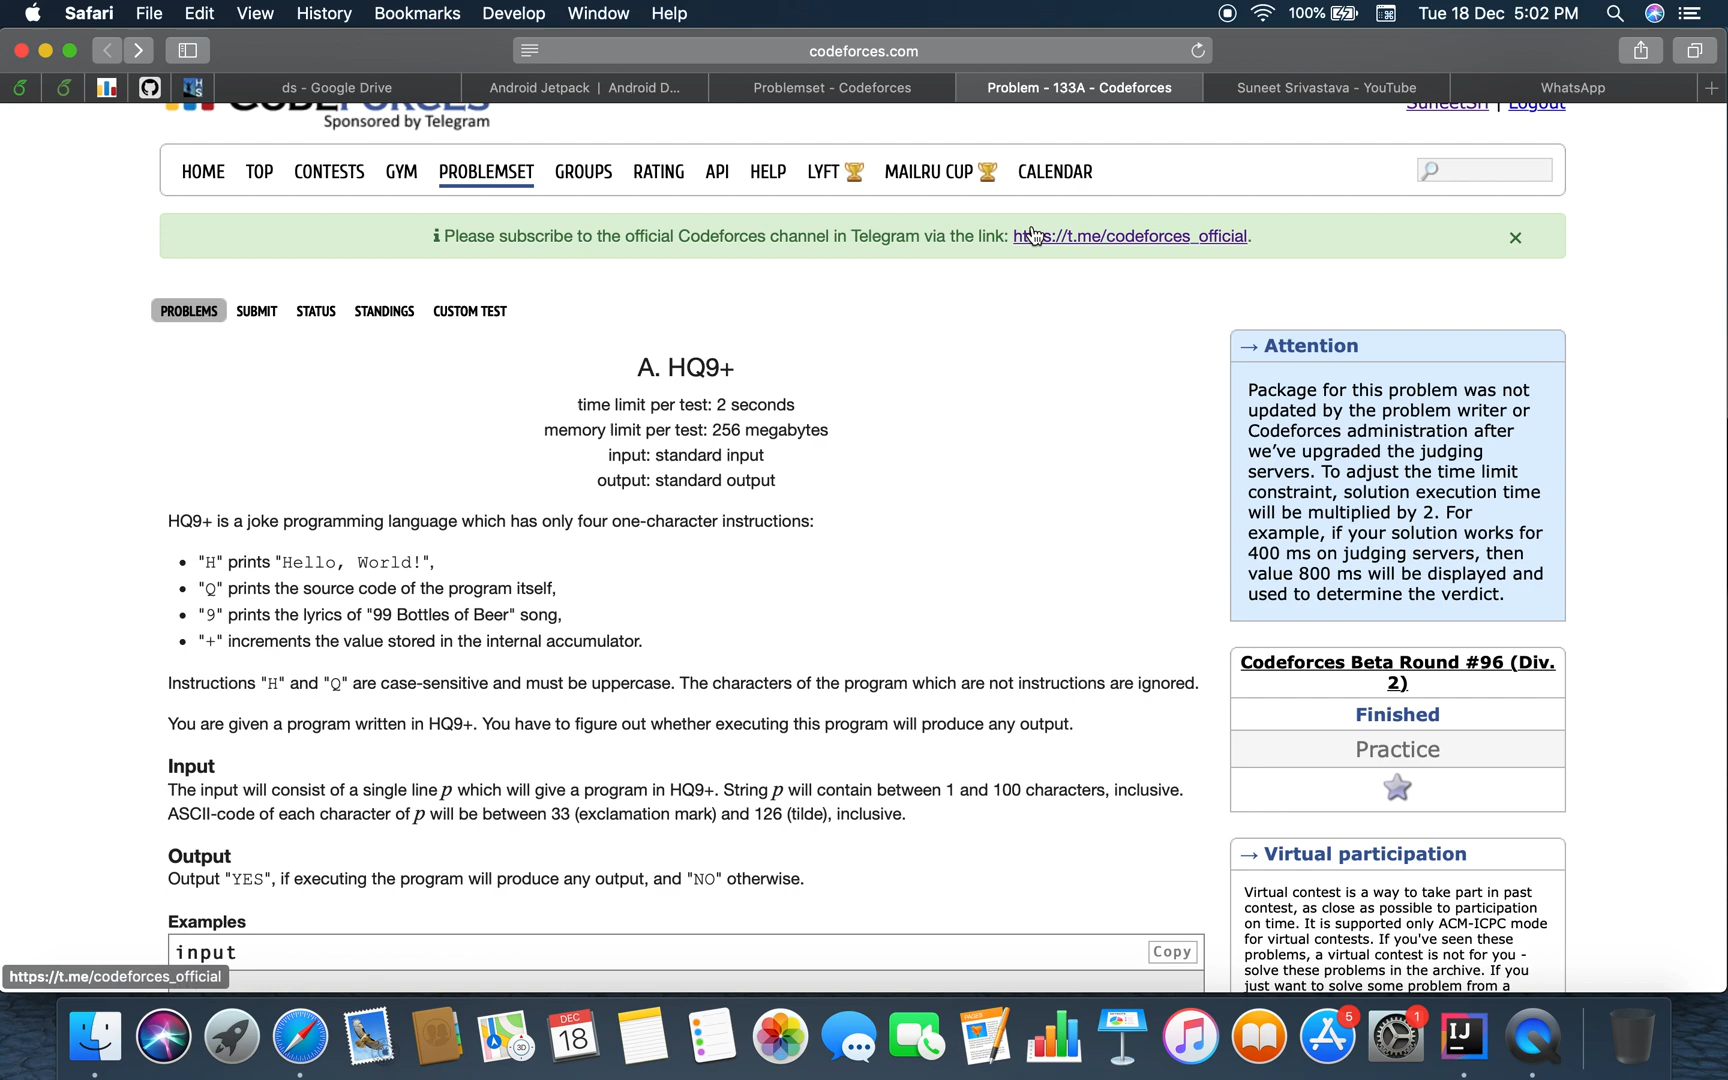 Safari File Edit View History Bookmarks Develop Window Help 100% Tue 18 Dec 5:02 PM
codeforces.com
ds - Google Drive Android Jetpack | Android D... Problemset - Codeforces Problem - 133A - Codeforces Suneet Srivastava - YouTube WhatsApp
CODEFORCES SuneetSri | Logout
Sponsored by Telegram
HOME TOP CONTESTS GYM PROBLEMSET GROUPS RATING API HELP LYFT MAILRU CUP CALENDAR
Please subscribe to the official Codeforces channel in Telegram via the link: https://t.me/codeforces_official.
PROBLEMS SUBMIT STATUS STANDINGS CUSTOM TEST
A. HQ9+
time limit per test: 2 seconds
memory limit per test: 256 megabytes
input: standard input
output: standard output
HQ9+ is a joke programming language which has only four one-character instructions:
• "H" prints "Hello, World!",
• "Q" prints the source code of the program itself,
• "9" prints the lyrics of "99 Bottles of Beer" song,
• "+" increments the value stored in the internal accumulator.
Instructions "H" and "Q" are case-sensitive and must be uppercase. The characters of the program which are not instructions are ignored.
You are given a program written in HQ9+. You have to figure out whether executing this program will produce any output.
Input
The input will consist of a single line p which will give a program in HQ9+. String p will contain between 1 and 100 characters, inclusive.
ASCII-code of each character of p will be between 33 (exclamation mark) and 126 (tilde), inclusive.
Output
Output "YES", if executing the program will produce any output, and "NO" otherwise.
Examples
input Copy
→ Attention
Package for this problem was not
updated by the problem writer or
Codeforces administration after
we've upgraded the judging
servers. To adjust the time limit
constraint, solution execution time
will be multiplied by 2. For
example, if your solution works for
400 ms on judging servers, then
value 800 ms will be displayed and
used to determine the verdict.
Codeforces Beta Round #96 (Div.
2)
Finished
Practice
→ Virtual participation
Virtual contest is a way to take part in past
contest, as close as possible to participation
on time. It is supported only ACM-ICPC mode
for virtual contests. If you've seen these
problems, a virtual contest is not for you -
solve these problems in the archive. If you
just want to solve some problem from a
https://t.me/codeforces_official
DEC
18
3D
5
1
IJ